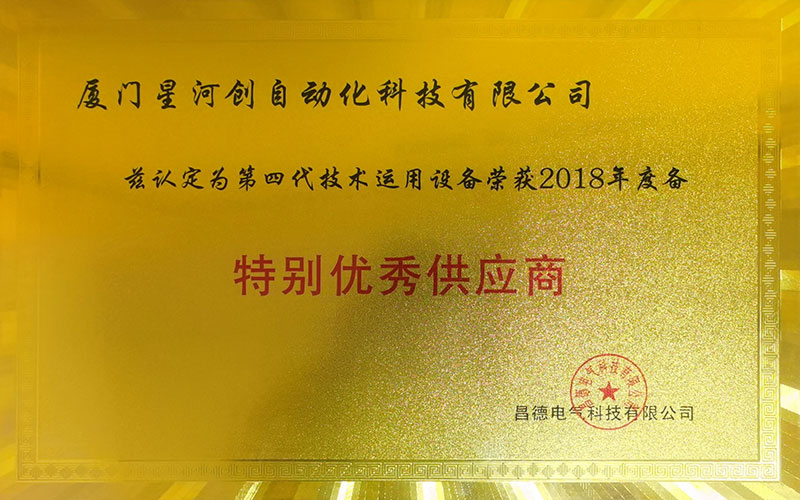 厦门星河创自动化科技有限公司
兹认定为第四代技术运用设备荣获2018年度备
特别优秀供应商
昌德电气科技有限公司